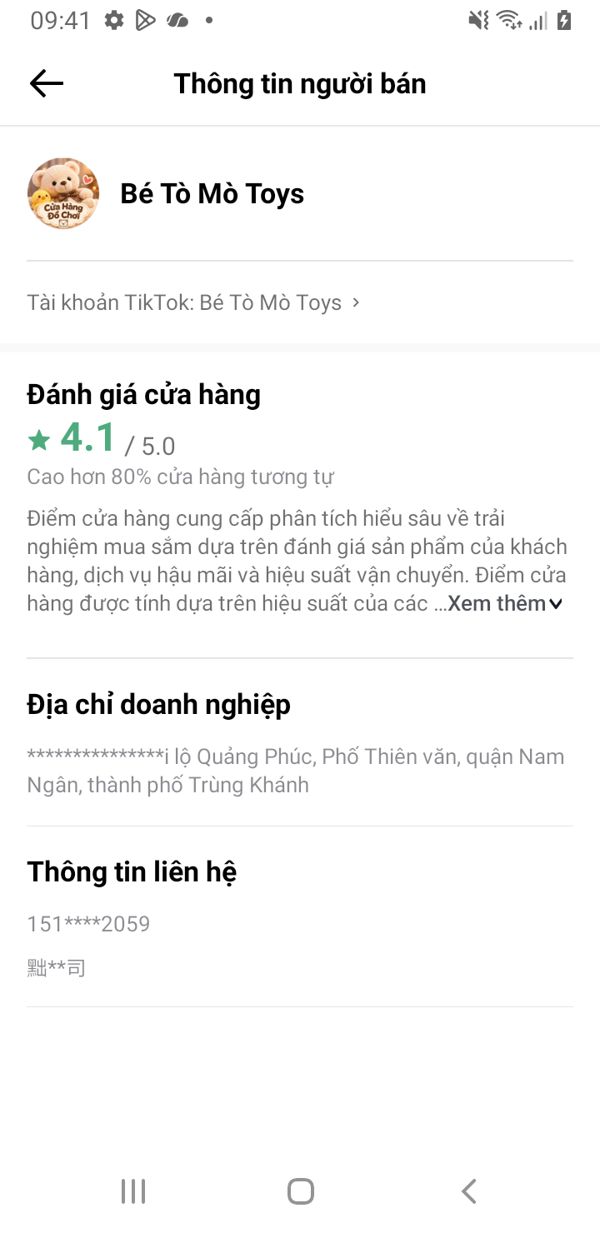 09:41
Thông tin người bán
Cửa Hàng
Đồ Chơi
Bé Tò Mò Toys
Tài khoản TikTok: Bé Tò Mò Toys >
Đánh giá cửa hàng
4.1 / 5.0
Cao hơn 80% cửa hàng tương tự
Điểm cửa hàng cung cấp phân tích hiểu sâu về trải
nghiệm mua sắm dựa trên đánh giá sản phẩm của khách
hàng, dịch vụ hậu mãi và hiệu suất vận chuyển. Điểm cửa
hàng được tính dựa trên hiệu suất của các ...Xem thêm
Địa chỉ doanh nghiệp
***************i lộ Quảng Phúc, Phố Thiên văn, quận Nam
Ngân, thành phố Trùng Khánh
Thông tin liên hệ
151****2059
黜**司